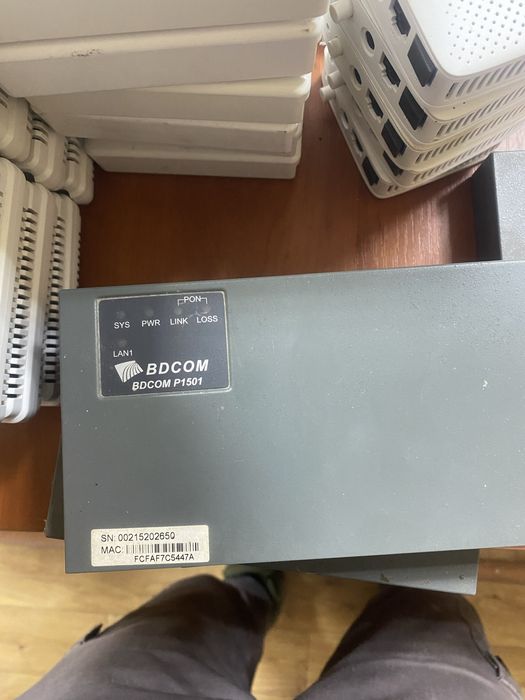 PON
SYS PWR LINK LOSS
LAN1
BDCOM
BDCOM P1501
SN: 00215202650
MAC:
FCFAF7C5447A